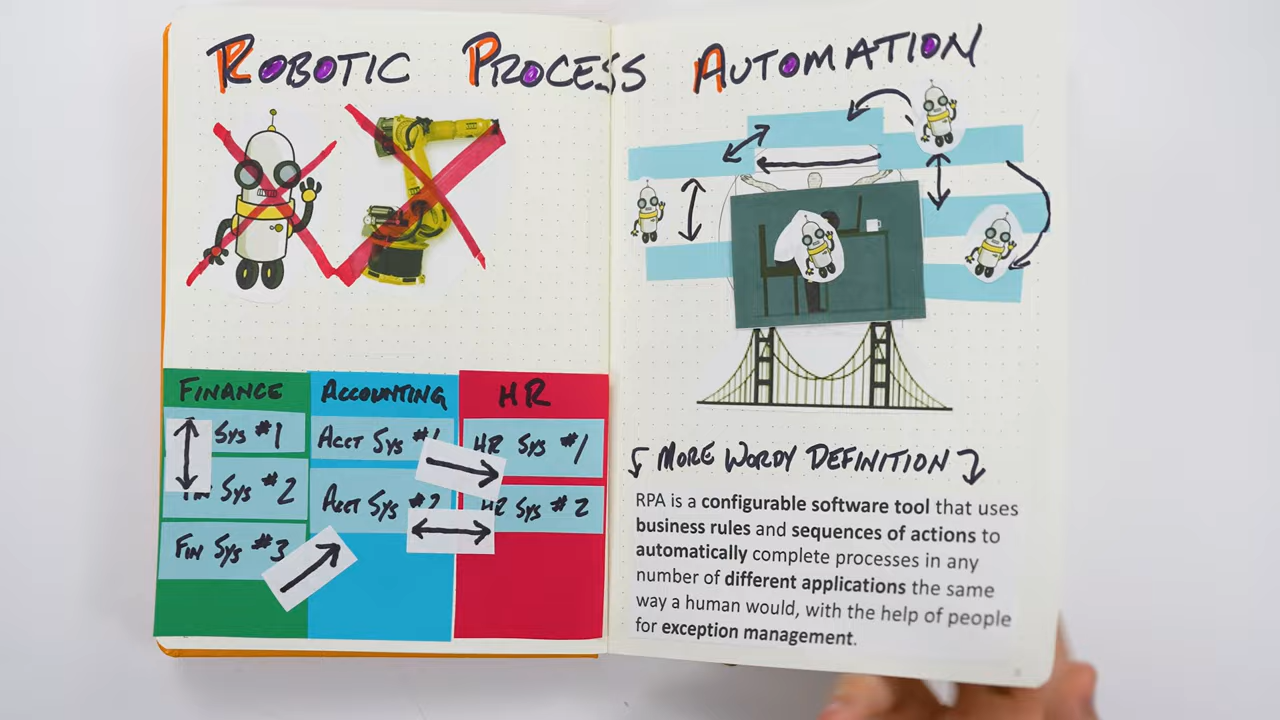 ROBOTIC PROCESS AUTOMATION
FINANCE
SYS #1
SYS #2
FIN SYS #3
ACCOUNTING
ACCT SYS #1
ACCT SYS #2
HR
HR SYS #1
HR SYS #2
MORE WORDY DEFINITION
RPA is a configurable software tool that uses
business rules and sequences of actions to
automatically complete processes in any
number of different applications the same
way a human would, with the help of people
for exception management.